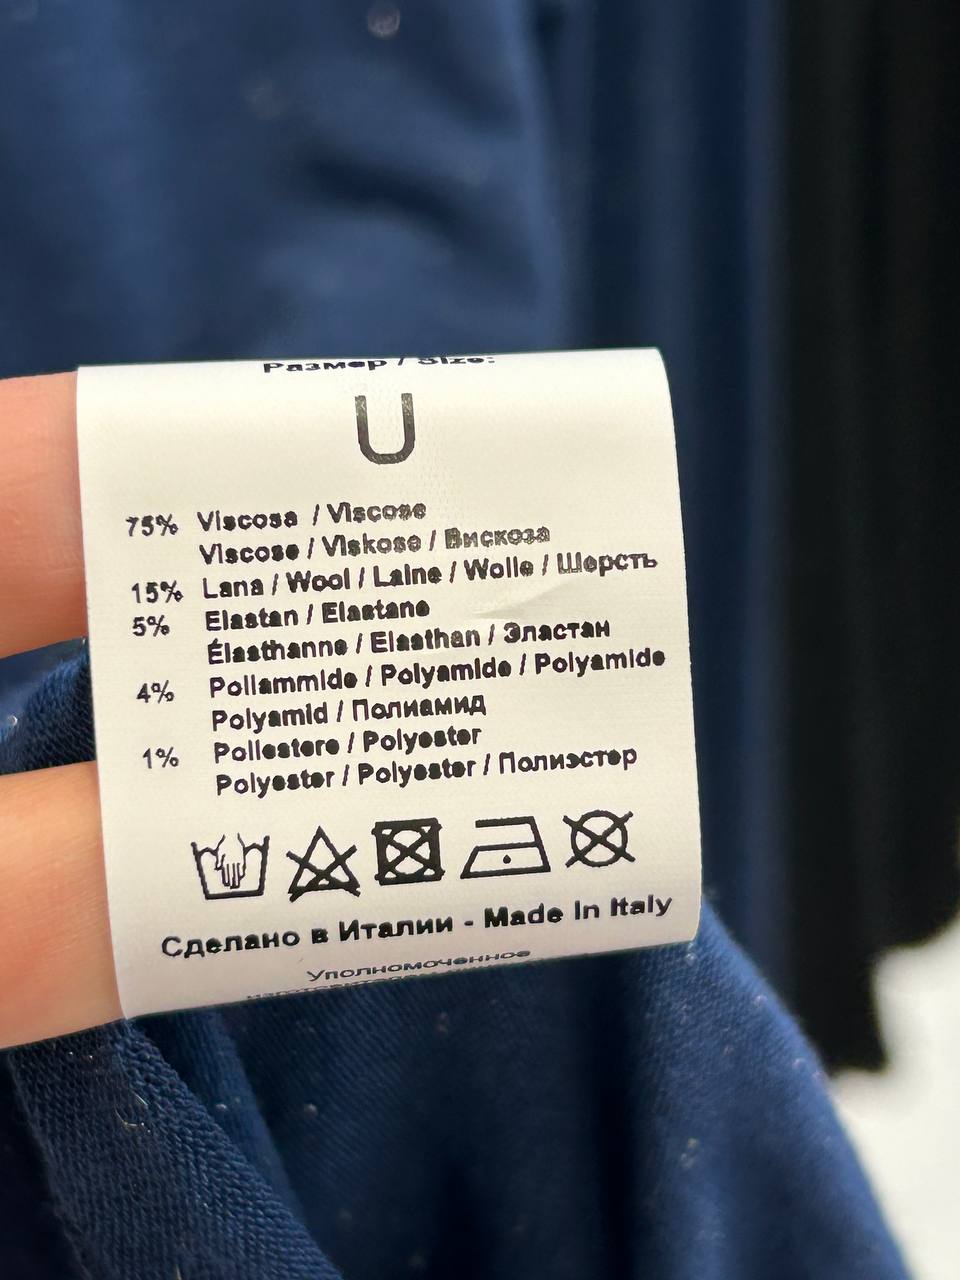 Размер / Size:
U
75% Viscosa / Viscose
Viscose / Viskose / Вискоза
15% Lana / Wool / Laine / Wolle / Шерсть
5% Elastan / Elastane
Élasthanne / Elasthan / Эластан
4% Poliammide / Polyamide / Polyamide
Polyamid / Полиамид
1% Poliestere / Polyester
Polyester / Polyester / Полиэстер
Сделано в Италии - Made In Italy
Уполномоченное